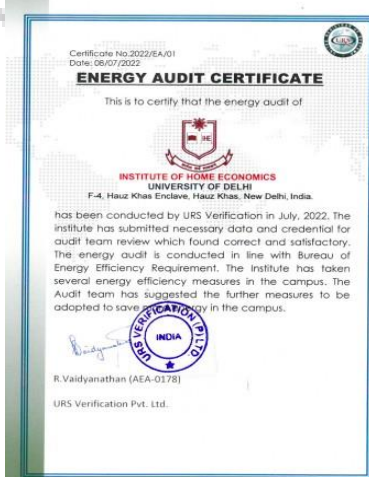 URS
Certificate No.2022/EA/01
Date: 08/07/2022
ENERGY AUDIT CERTIFICATE
This is to certify that the energy audit of
INSTITUTE OF HOME ECONOMICS
UNIVERSITY OF DELHI
F-4, Hauz Khas Enclave, Hauz Khas, New Delhi, India.
has been conducted by URS Verification in July, 2022. The
institute has submitted necessary data and credential for
audit team review which found correct and satisfactory.
The energy audit is conducted in line with Bureau of
Energy Efficiency Requirement. The Institute has taken
several energy efficiency measures in the campus. The
Audit team has suggested the further measures to be
adopted to save more energy in the campus.
URS VERIFICATION (P) LTD
INDIA
R.Vaidyanathan (AEA-0178)
URS Verification Pvt. Ltd.